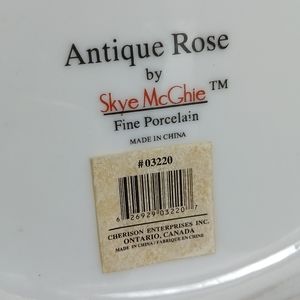 Antique Rose
by
Skye McGhie™
Fine Porcelain
MADE IN CHINA
#03220
6 26929 03220 7
CHERISON ENTERPRISES INC.
ONTARIO, CANADA
MADE IN CHINA / FABRIQUE EN CHINE